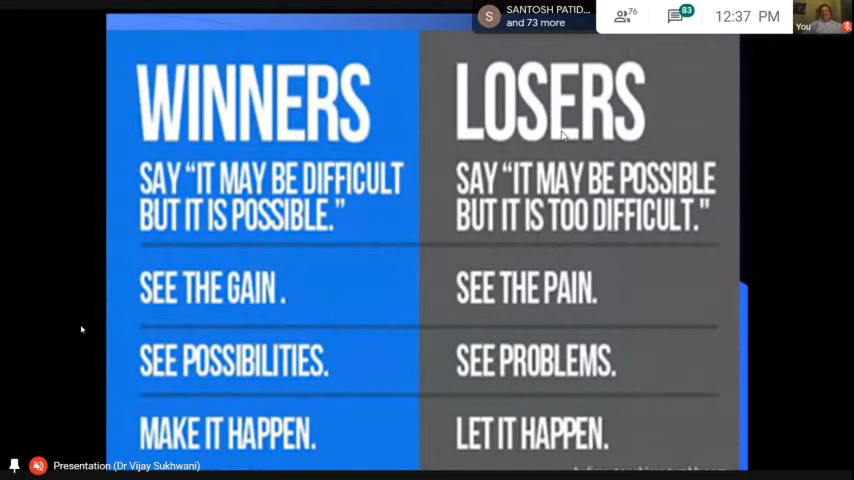 SANTOSH PATID...
and 73 more
S
76
83
12:37 PM
You
WINNERS
SAY “IT MAY BE DIFFICULT
BUT IT IS POSSIBLE.”
SEE THE GAIN .
SEE POSSIBILITIES.
MAKE IT HAPPEN.
LOSERS
SAY “IT MAY BE POSSIBLE
BUT IT IS TOO DIFFICULT."
SEE THE PAIN.
SEE PROBLEMS.
LET IT HAPPEN.
Presentation (Dr Vijay Sukhwani)